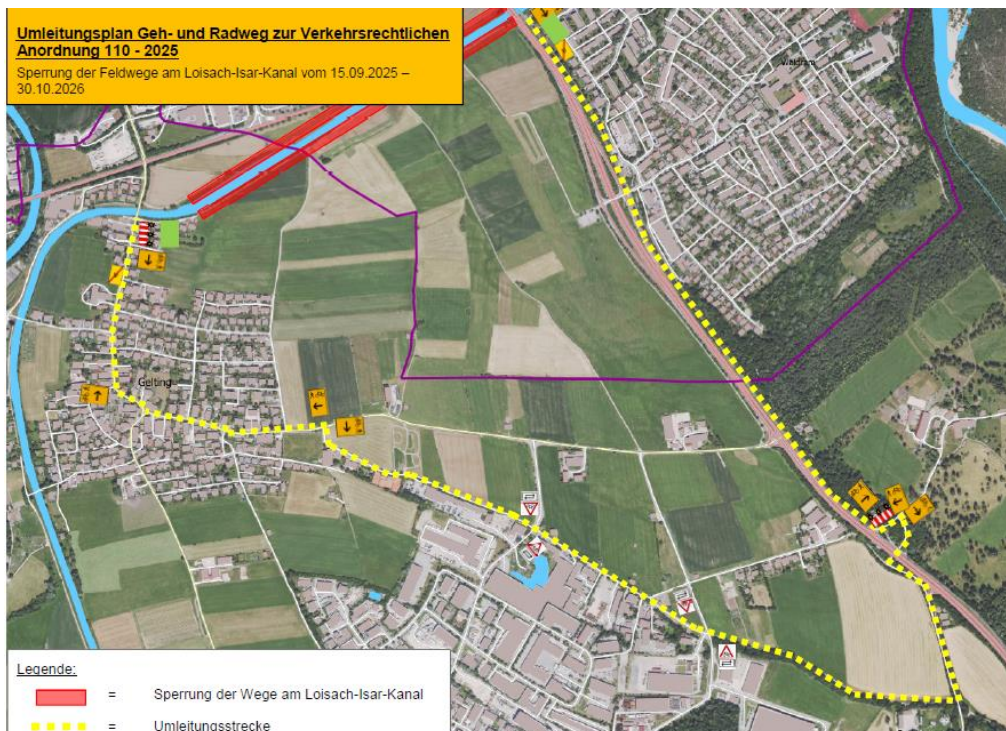 Umleitungsplan Geh- und Radweg zur Verkehrsrechtlichen
Anordnung 110 - 2025
Sperrung der Feldwege am Loisach-Isar-Kanal vom 15.09.2025 –
30.10.2026
Waldram
Gelting
Legende:
= Sperrung der Wege am Loisach-Isar-Kanal
= Umleitungsstrecke